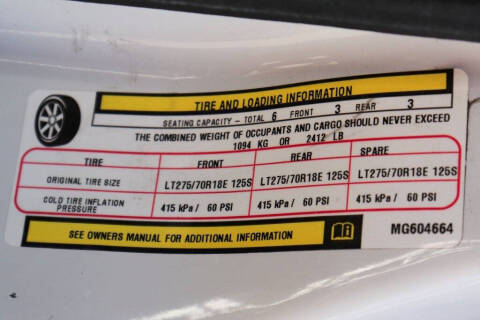 TIRE AND LOADING INFORMATION
SEATING CAPACITY - TOTAL 6 FRONT 3 REAR 3
THE COMBINED WEIGHT OF OCCUPANTS AND CARGO SHOULD NEVER EXCEED
1094 KG OR 2412 LB
TIRE FRONT REAR SPARE
ORIGINAL TIRE SIZE LT275/70R18E 125S LT275/70R18E 125S LT275/70R18E 125S
COLD TIRE INFLATION PRESSURE 415 kPa / 60 PSI 415 kPa / 60 PSI 415 kPa / 60 PSI
SEE OWNERS MANUAL FOR ADDITIONAL INFORMATION MG604664